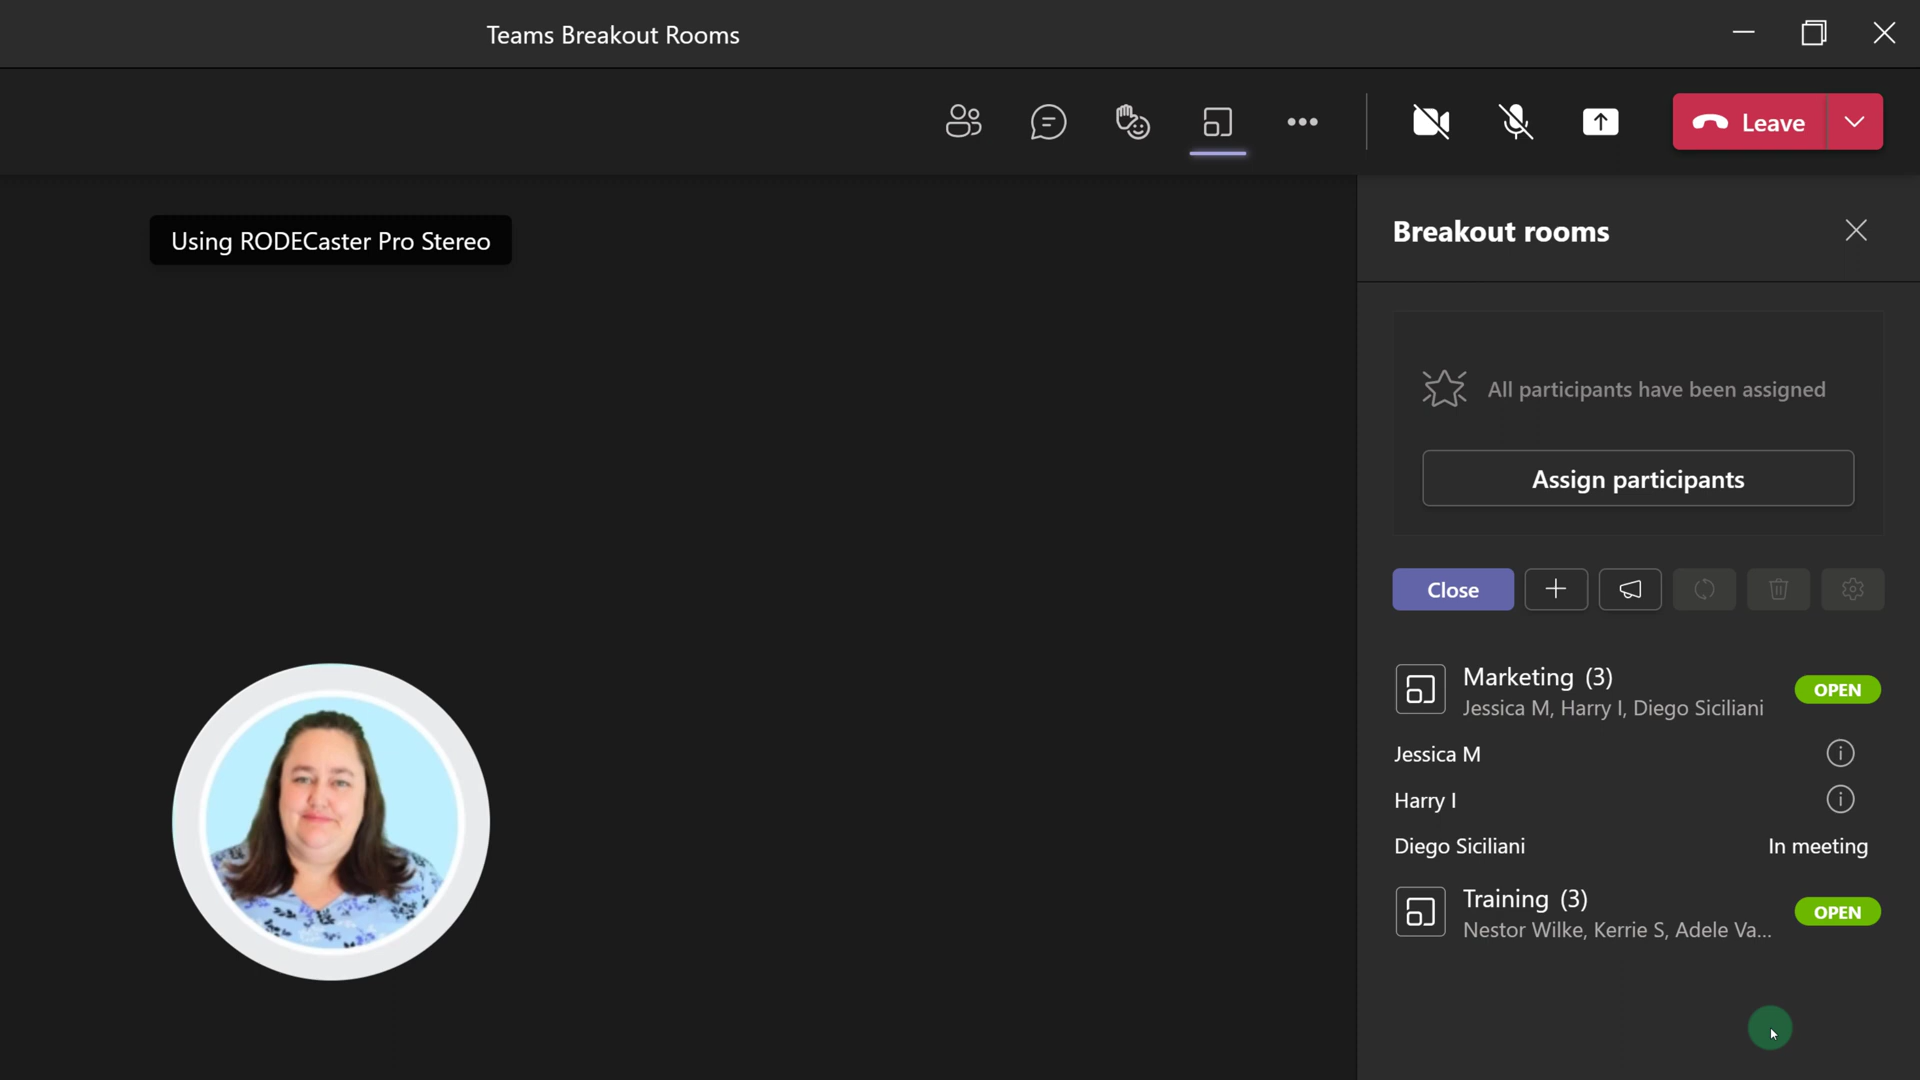 Teams Breakout Rooms
Leave
Using RODECaster Pro Stereo
Breakout rooms
All participants have been assigned
Assign participants
Close
Marketing (3)
OPEN
Jessica M, Harry I, Diego Siciliani
Jessica M
Harry I
Diego Siciliani In meeting
Training (3)
OPEN
Nestor Wilke, Kerrie S, Adele Va...